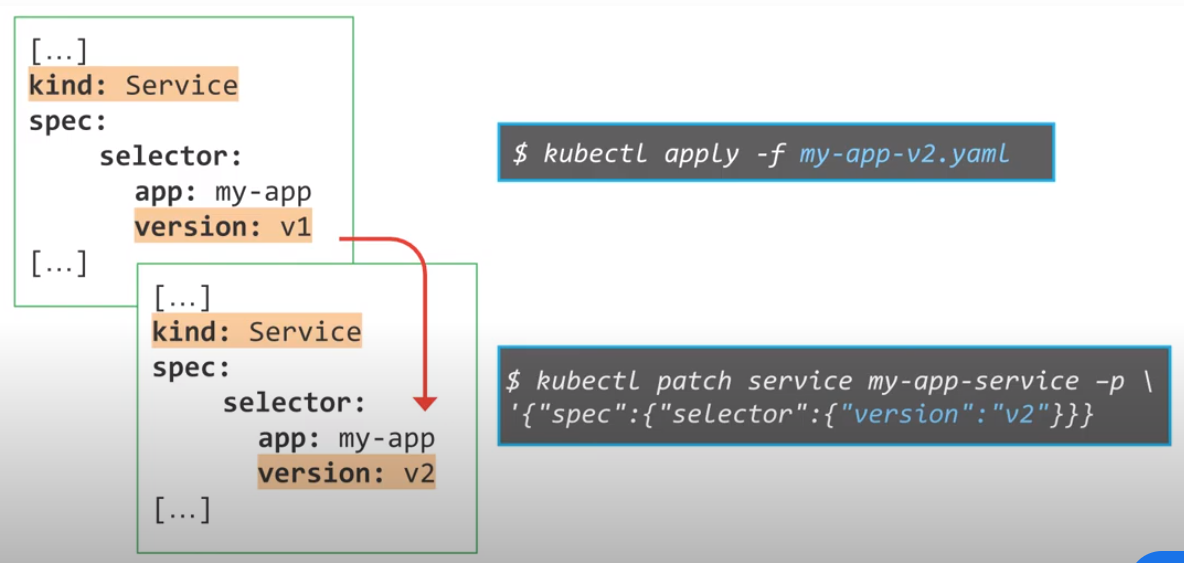 […]
kind: Service
spec:
selector:
app: my-app
version: v1
[…]
[…]
kind: Service
spec:
selector:
app: my-app
version: v2
[…]
$ kubectl apply -f my-app-v2.yaml
$ kubectl patch service my-app-service –p \
'{"spec":{"selector":{"version":"v2"}}}